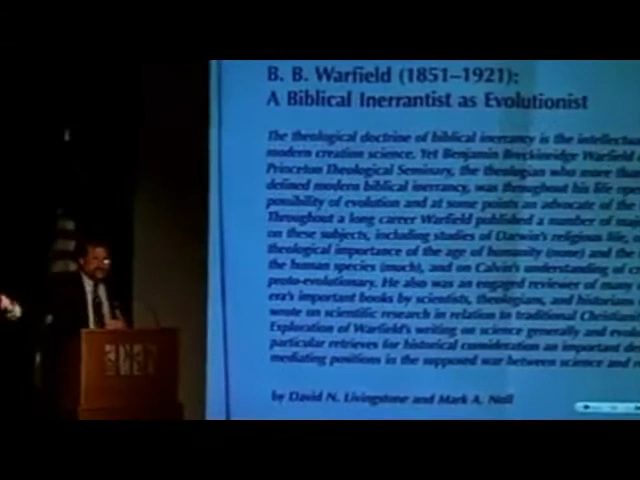 B. B. Warfield (1851–1921):
A Biblical Inerrantist as Evolutionist
The theological doctrine of biblical inerrancy is the intellectu
modern creation science. Yet Benjamin Breckinridge Warfield
Princeton Theological Seminary, the theologian who more than
defined modern biblical inerrancy, was throughout his life ope
possibility of evolution and at some points an advocate of the
Throughout a long career Warfield published a number of maj
on these subjects, including studies of Darwin's religious life,
theological importance of the age of humanity (none) and the
the human species (much), and on Calvin's understanding of cr
proto-evolutionary. He also was an engaged reviewer of many
era's important books by scientists, theologians, and historians
wrote on scientific research in relation to traditional Christian
Exploration of Warfield's writing on science generally and evolu
particular retrieves for historical consideration an important de
mediating positions in the supposed war between science and re
by David N. Livingstone and Mark A. Noll